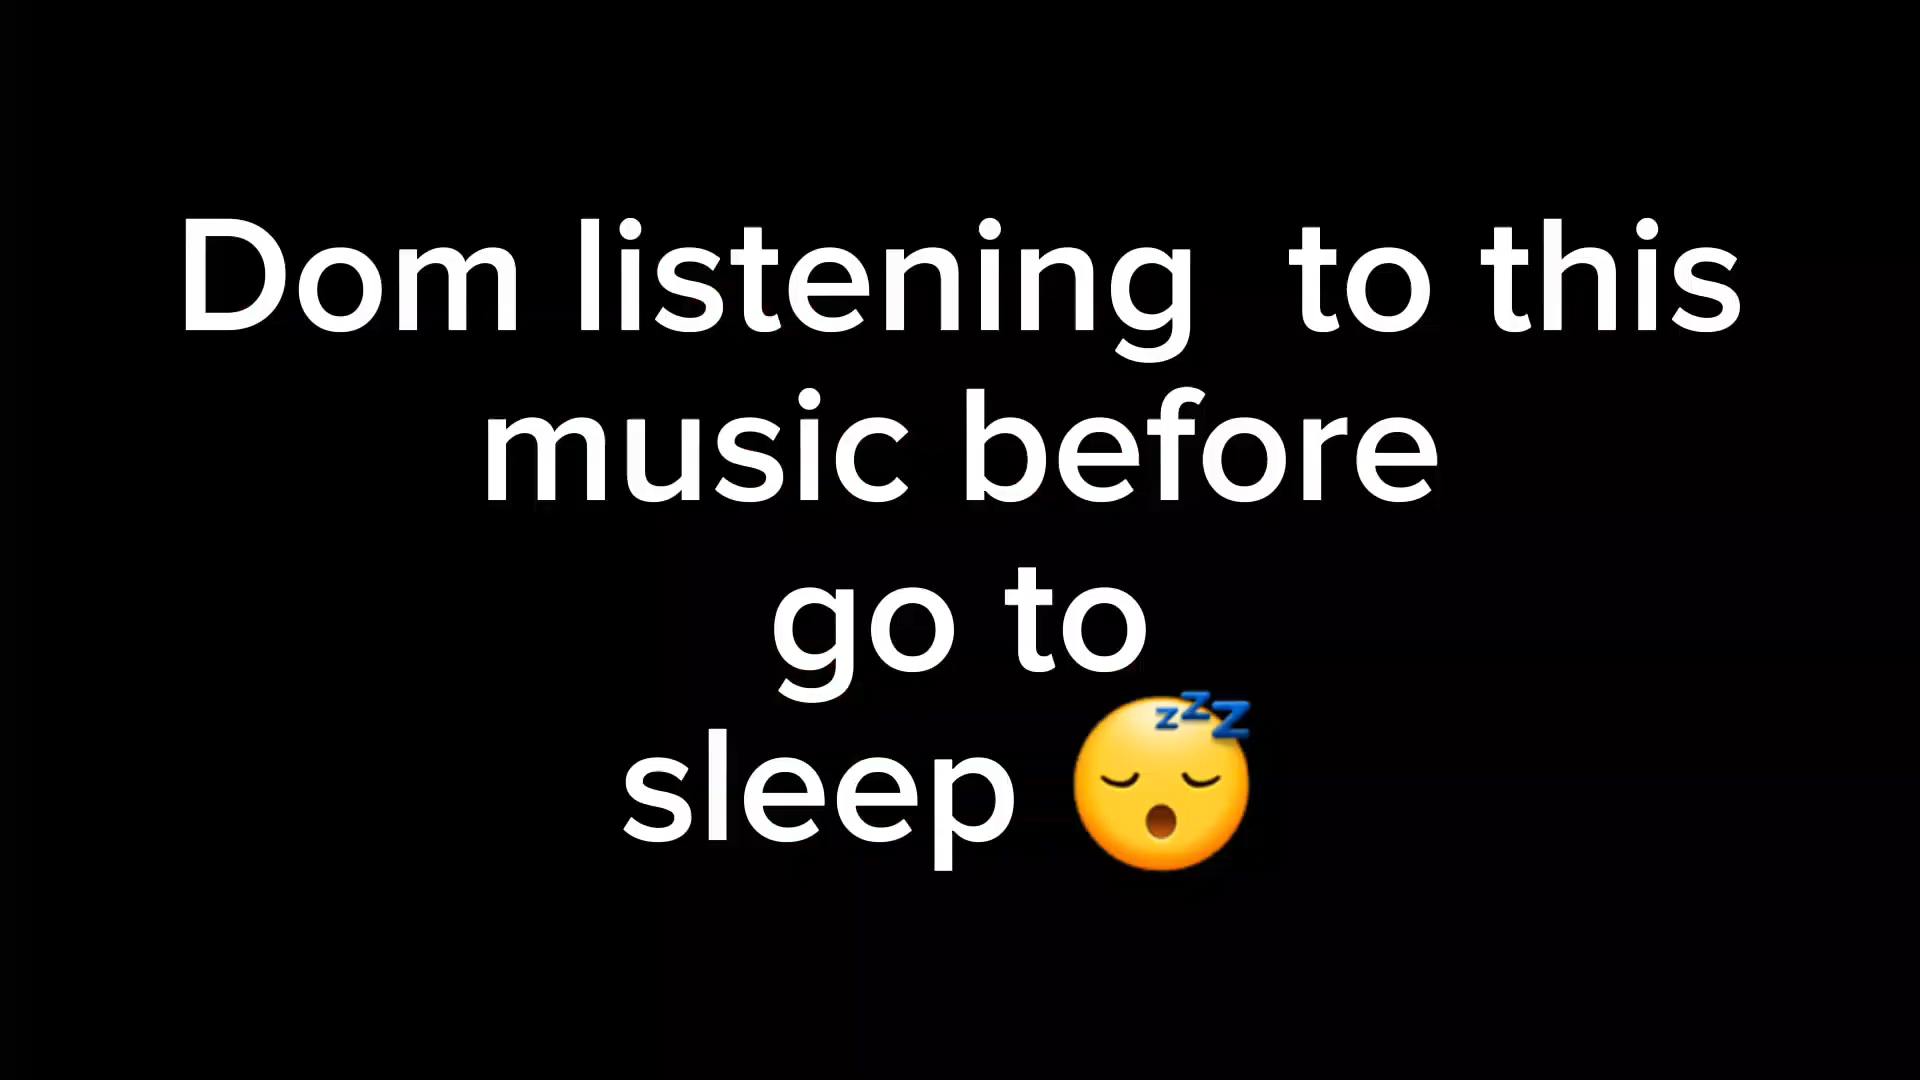 Dom listening  to this
music before
go to
sleep 😴